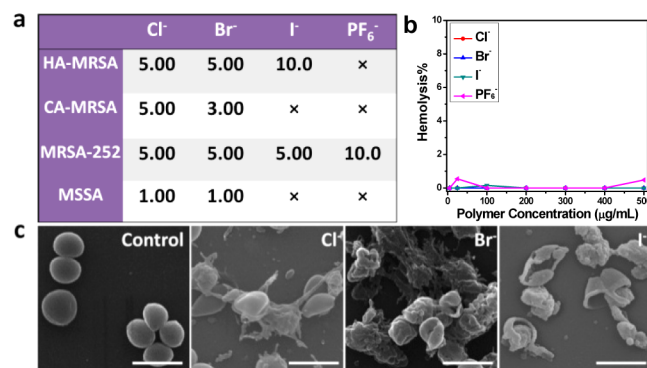 a
Cl⁻ Br⁻ I⁻ PF₆⁻
HA-MRSA 5.00 5.00 10.0 ×
CA-MRSA 5.00 3.00 × ×
MRSA-252 5.00 5.00 5.00 10.0
MSSA 1.00 1.00 × ×
b
Hemolysis%
10
8
6
4
2
0
Cl⁻
Br⁻
I⁻
PF₆⁻
0 100 200 300 400 500
Polymer Concentration (µg/mL)
c
Control
Cl⁻
Br⁻
I⁻